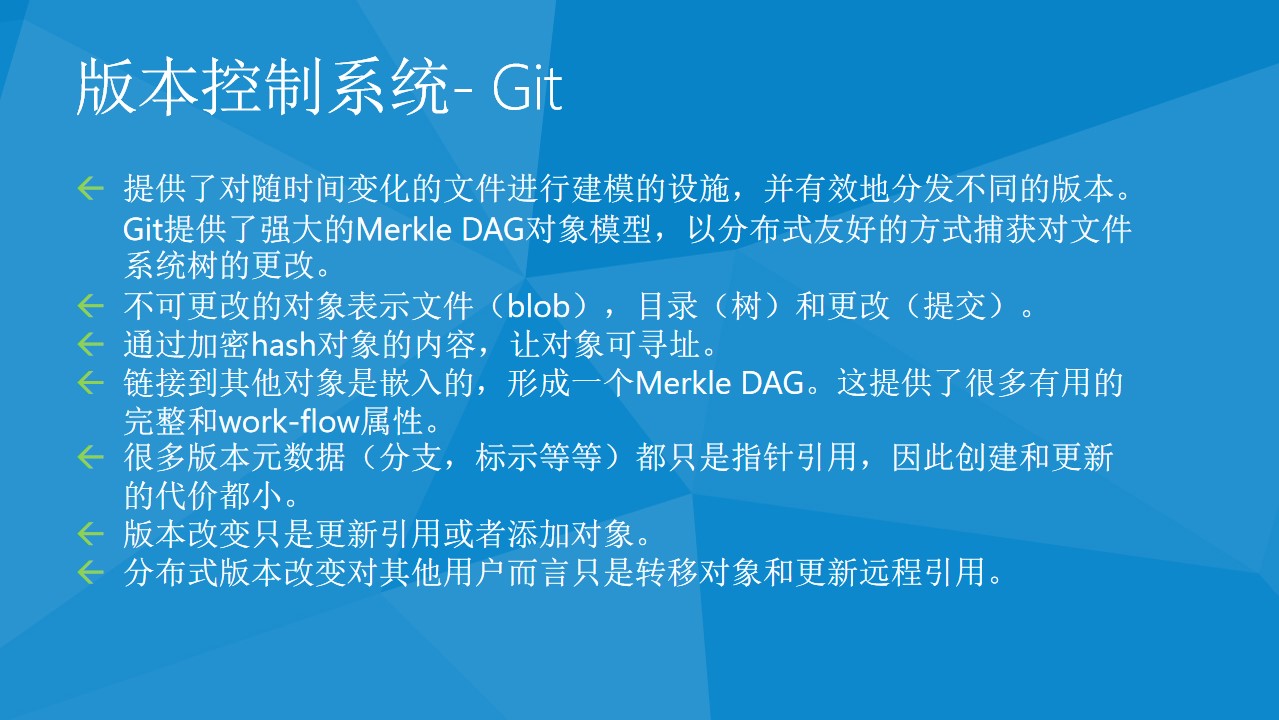 版本控制系统- Git
提供了对随时间变化的文件进行建模的设施，并有效地分发不同的版本。
Git提供了强大的Merkle DAG对象模型，以分布式友好的方式捕获对文件
系统树的更改。
不可更改的对象表示文件（blob），目录（树）和更改（提交）。
通过加密hash对象的内容，让对象可寻址。
链接到其他对象是嵌入的，形成一个Merkle DAG。这提供了很多有用的
完整和work-flow属性。
很多版本元数据（分支，标示等等）都只是指针引用，因此创建和更新
的代价都小。
版本改变只是更新引用或者添加对象。
分布式版本改变对其他用户而言只是转移对象和更新远程引用。